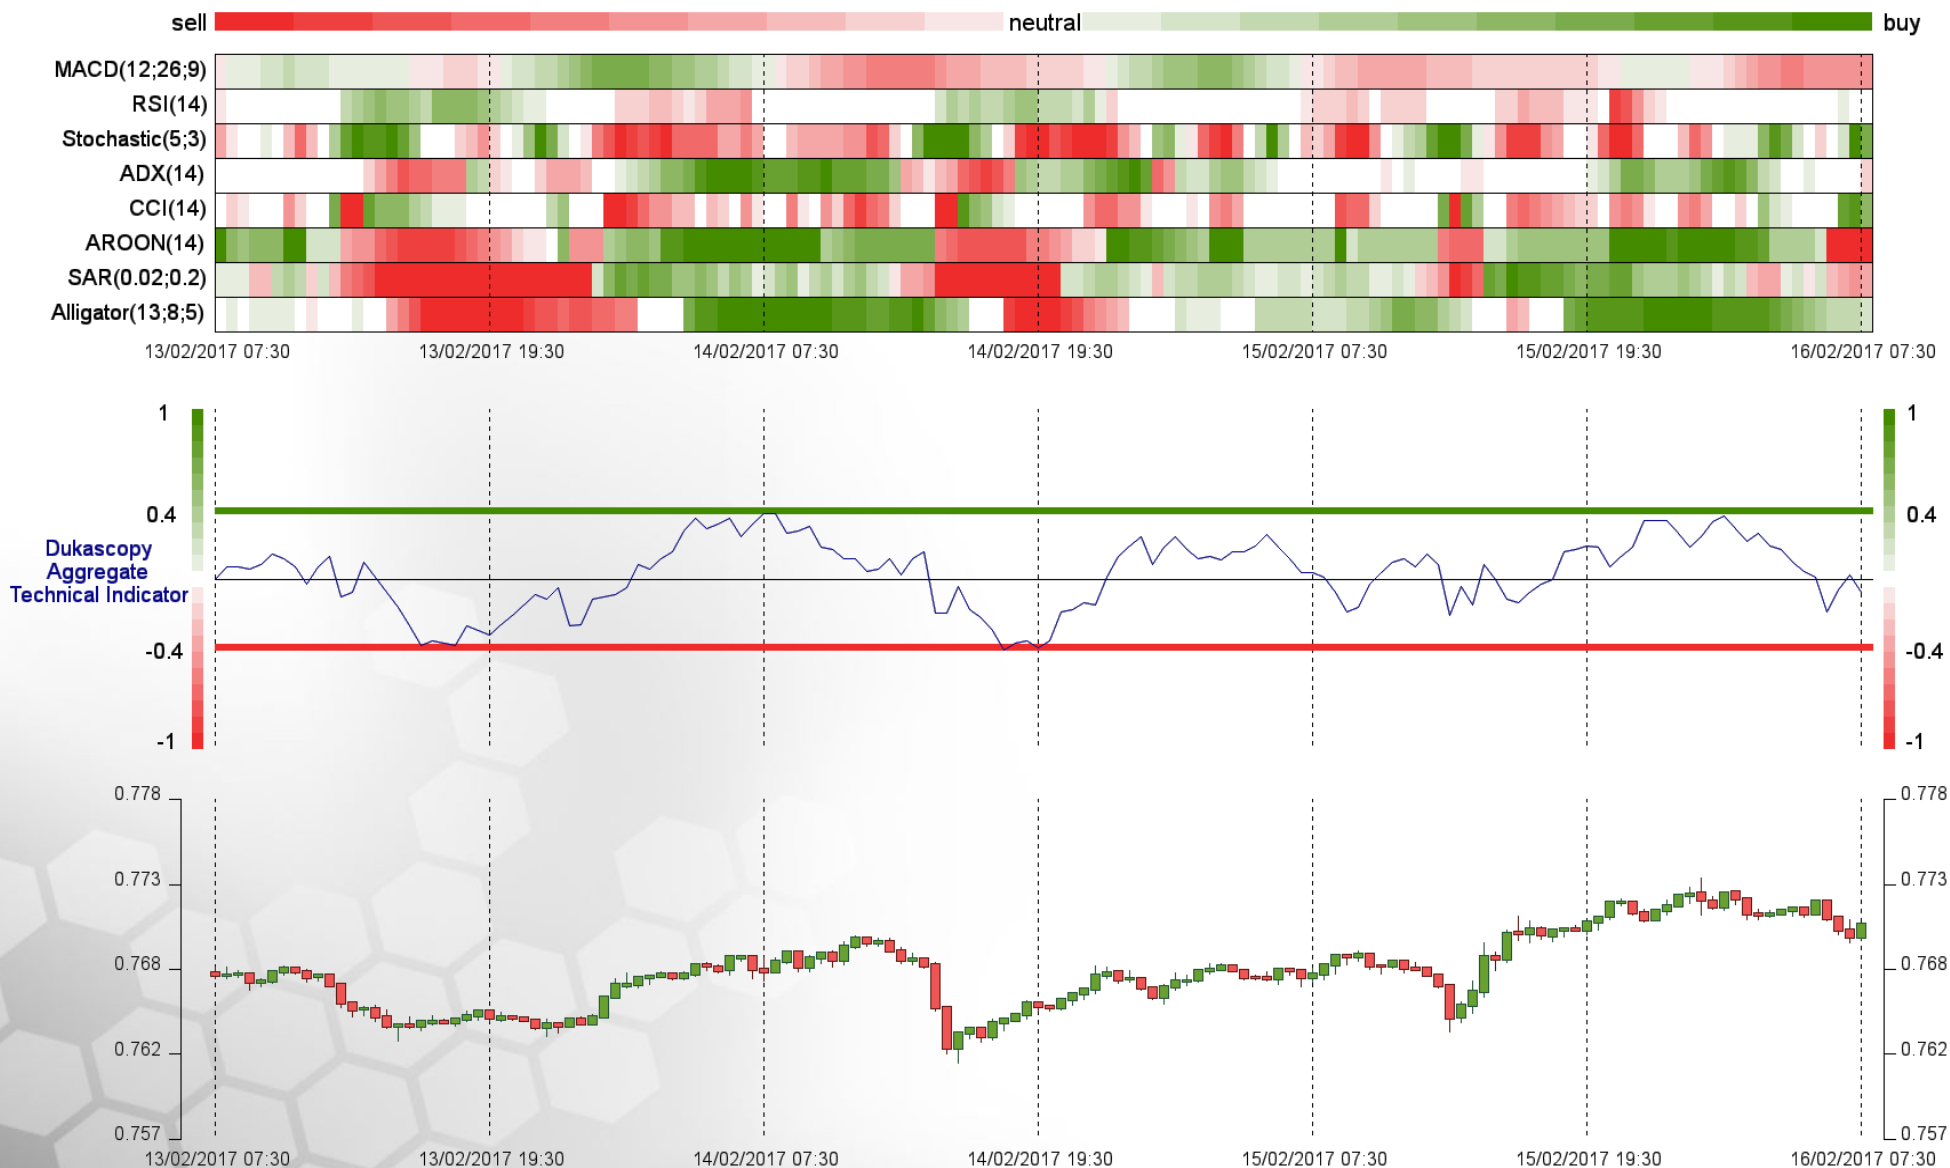 sell neutral buy
MACD(12;26;9)
RSI(14)
Stochastic(5;3)
ADX(14)
CCI(14)
AROON(14)
SAR(0.02;0.2)
Alligator(13;8;5)
13/02/2017 07:30 13/02/2017 19:30 14/02/2017 07:30 14/02/2017 19:30 15/02/2017 07:30 15/02/2017 19:30 16/02/2017 07:30
1 1
0.4 0.4
Dukascopy
Aggregate
Technical Indicator
-0.4 -0.4
-1 -1
0.778 0.778
0.773 0.773
0.768 0.768
0.762 0.762
0.757 0.757
13/02/2017 07:30 13/02/2017 19:30 14/02/2017 07:30 14/02/2017 19:30 15/02/2017 07:30 15/02/2017 19:30 16/02/2017 07:30